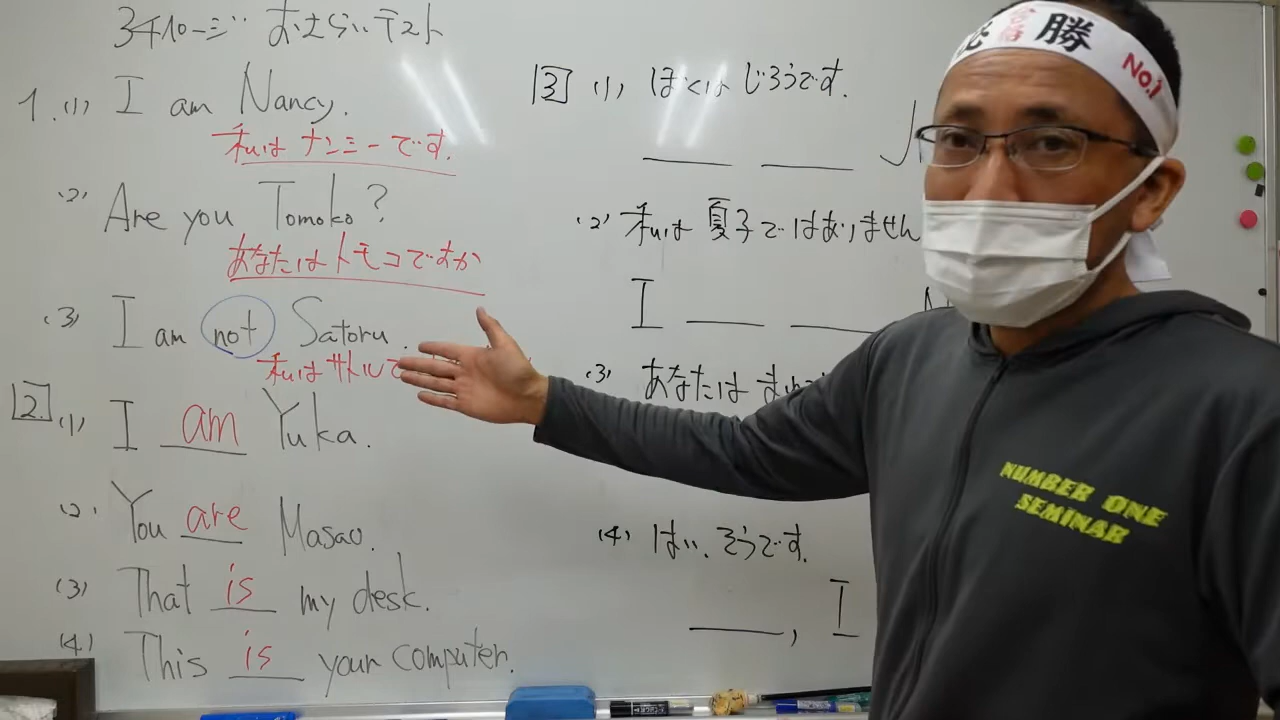 34ページ おさらいテスト
1. (1) I am Nancy.
私はナンシーです.
(2) Are you Tomoko?
あなたはトモコですか
(3) I am not Satoru.
私はサトルで
2. (1) I am Yuka.
(2) You are Masao.
(3) That is my desk.
(4) This is your computer.
3 (1) ぼくはじろうです.
(2) 私は夏子ではありません
I
(3) あなたは
(4) はい、そうです.
, I
必勝
合格
No.1
NUMBER ONE
SEMINAR